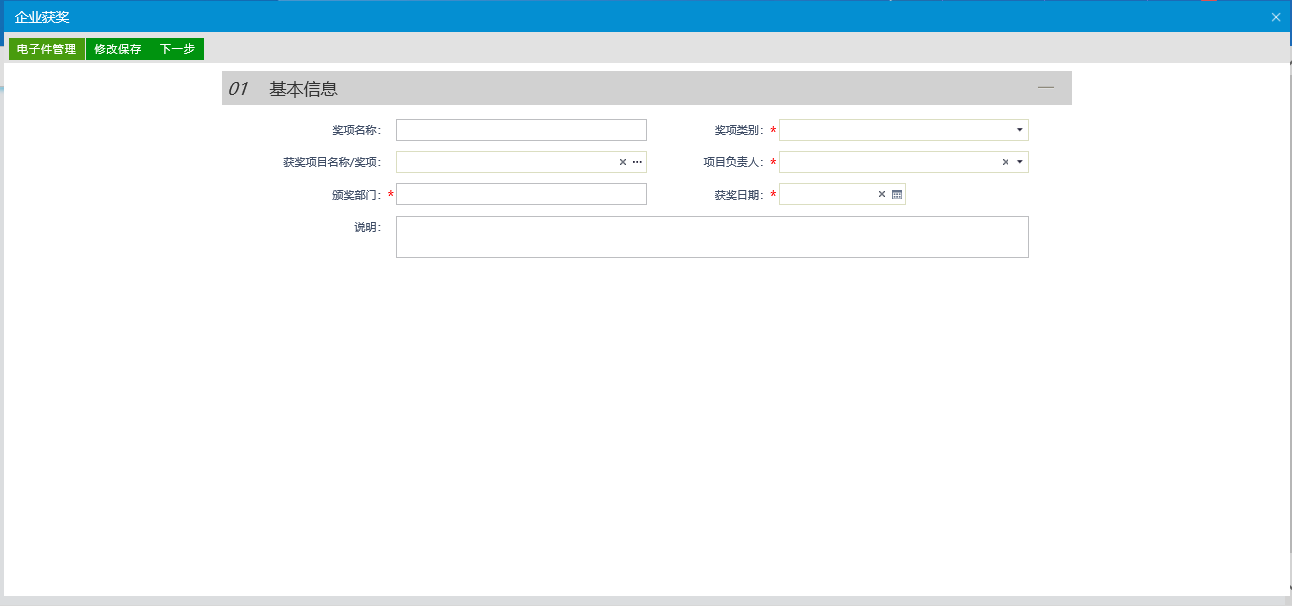 企业获奖
电子件管理 修改保存 下一步
01 基本信息
奖项名称: 奖项类别: *
获奖项目名称/奖项: 项目负责人: *
颁奖部门: * 获奖日期: *
说明: